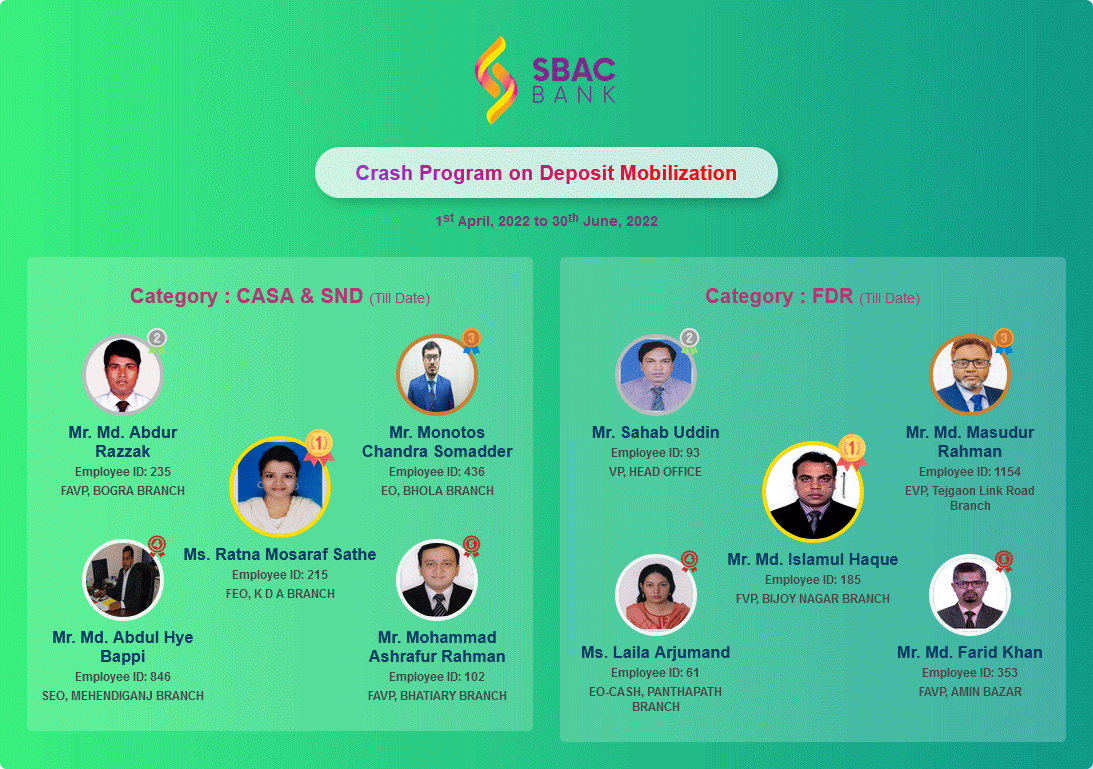 SBAC
BANK
Crash Program on Deposit Mobilization
1st April, 2022 to 30th June, 2022
Category : CASA & SND (Till Date)
2
Mr. Md. Abdur
Razzak
Employee ID: 235
FAVP, BOGRA BRANCH
3
Mr. Monotos
Chandra Somadder
Employee ID: 436
EO, BHOLA BRANCH
1
Ms. Ratna Mosaraf Sathe
Employee ID: 215
FEO, K D A BRANCH
4
Mr. Md. Abdul Hye
Bappi
Employee ID: 846
SEO, MEHENDIGANJ BRANCH
5
Mr. Mohammad
Ashrafur Rahman
Employee ID: 102
FAVP, BHATIARY BRANCH
Category : FDR (Till Date)
2
Mr. Sahab Uddin
Employee ID: 93
VP, HEAD OFFICE
3
Mr. Md. Masudur
Rahman
Employee ID: 1154
EVP, Tejgaon Link Road
Branch
1
Mr. Md. Islamul Haque
Employee ID: 185
FVP, BIJOY NAGAR BRANCH
4
Ms. Laila Arjumand
Employee ID: 61
EO-CASH, PANTHAPATH
BRANCH
5
Mr. Md. Farid Khan
Employee ID: 353
FAVP, AMIN BAZAR